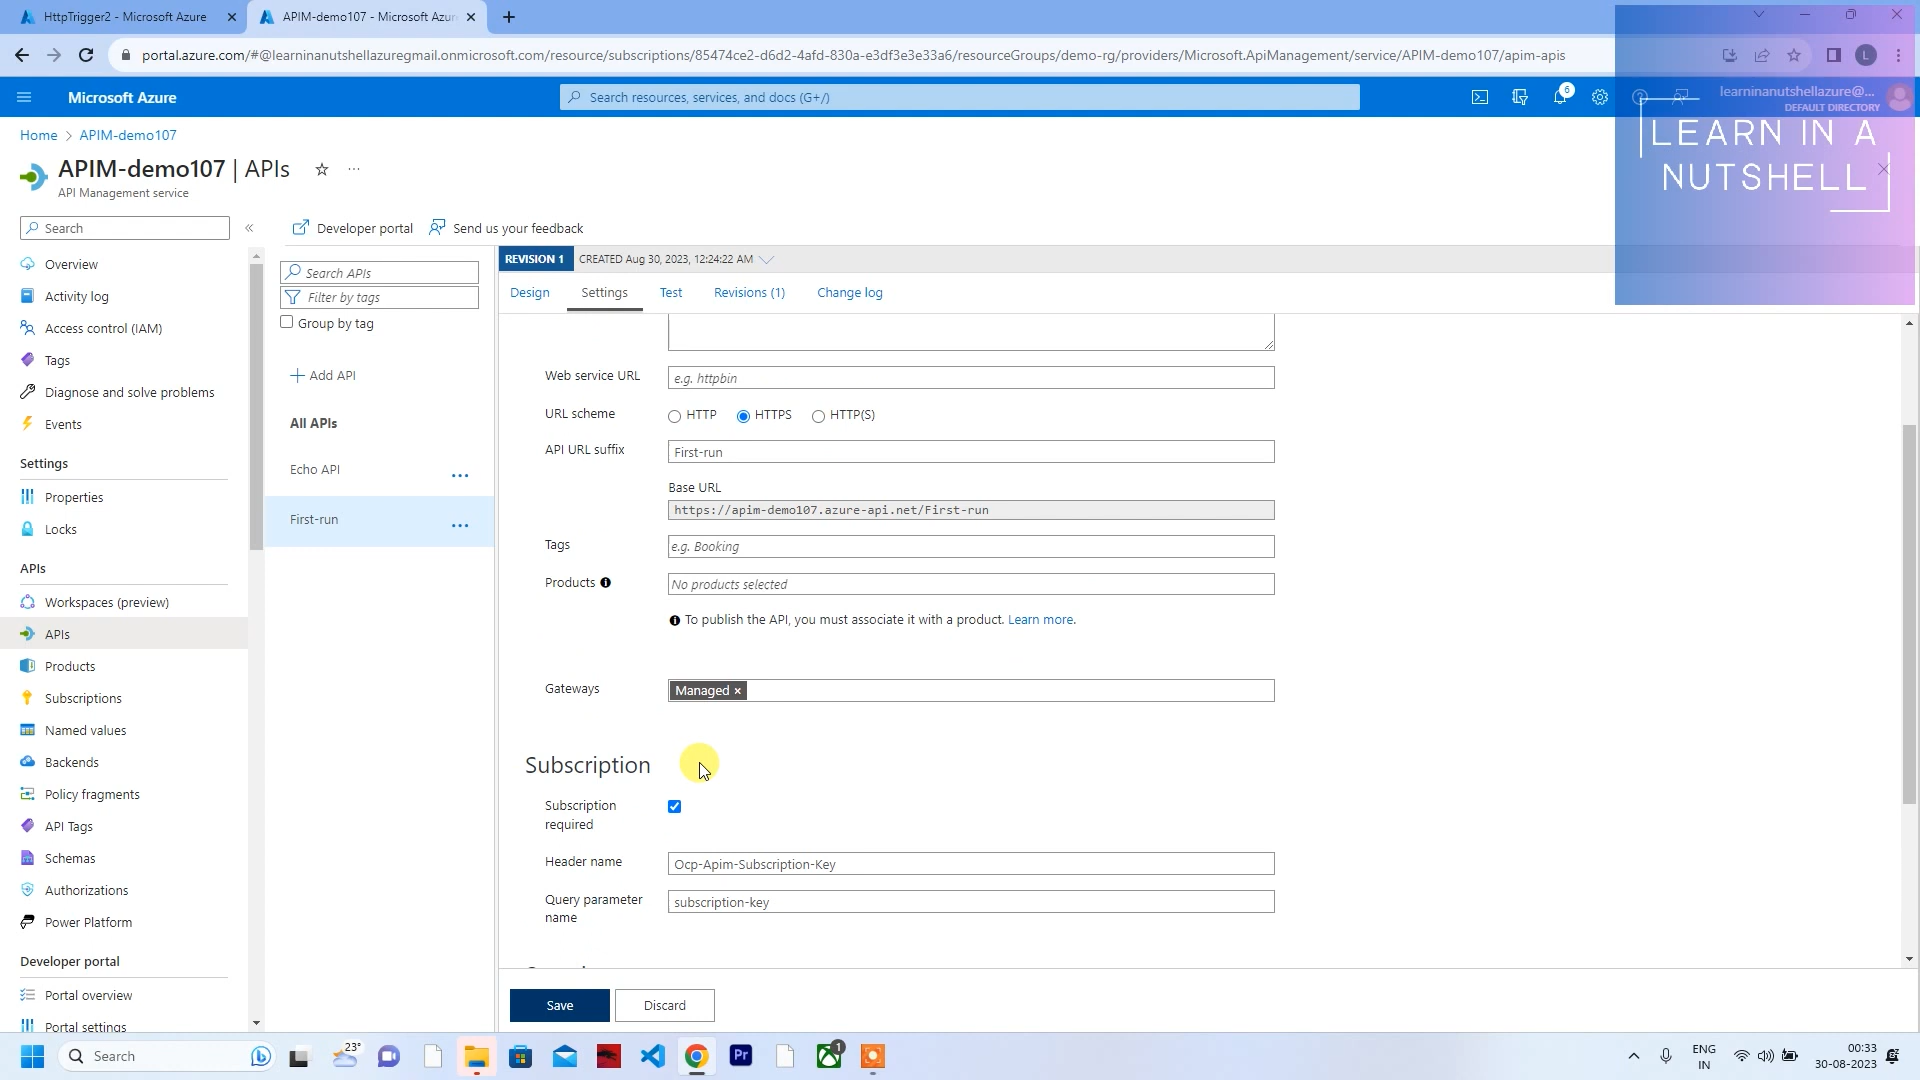 HttpTrigger2 - Microsoft Azure
APIM-demo107 - Microsoft Azur
portal.azure.com/#@learninanutshellazuregmail.onmicrosoft.com/resource/subscriptions/85474ce2-d6d2-4afd-830a-e3df3e3e33a6/resourceGroups/demo-rg/providers/Microsoft.ApiManagement/service/APIM-demo107/apim-apis
L
Microsoft Azure
Search resources, services, and docs (G+/)
6
learninanutshellazure@...
DEFAULT DIRECTORY
LEARN IN A
NUTSHELL
Home > APIM-demo107
APIM-demo107 | APIs
API Management service
Search
Developer portal
Send us your feedback
Overview
Activity log
Access control (IAM)
Tags
Diagnose and solve problems
Events
Settings
Properties
Locks
APIs
Workspaces (preview)
APIs
Products
Subscriptions
Named values
Backends
Policy fragments
API Tags
Schemas
Authorizations
Power Platform
Developer portal
Portal overview
Portal settings
Search APIs
Filter by tags
Group by tag
Add API
All APIs
Echo API
First-run
REVISION 1
CREATED Aug 30, 2023, 12:24:22 AM
Design
Settings
Test
Revisions (1)
Change log
Web service URL
e.g. httpbin
URL scheme
HTTP
HTTPS
HTTP(S)
API URL suffix
First-run
Base URL
https://apim-demo107.azure-api.net/First-run
Tags
e.g. Booking
Products
No products selected
To publish the API, you must associate it with a product. Learn more.
Gateways
Managed ×
Subscription
Subscription
required
Header name
Ocp-Apim-Subscription-Key
Query parameter
name
subscription-key
Save
Discard
Search
23°
Pr
1
ENG
IN
00:33
30-08-2023